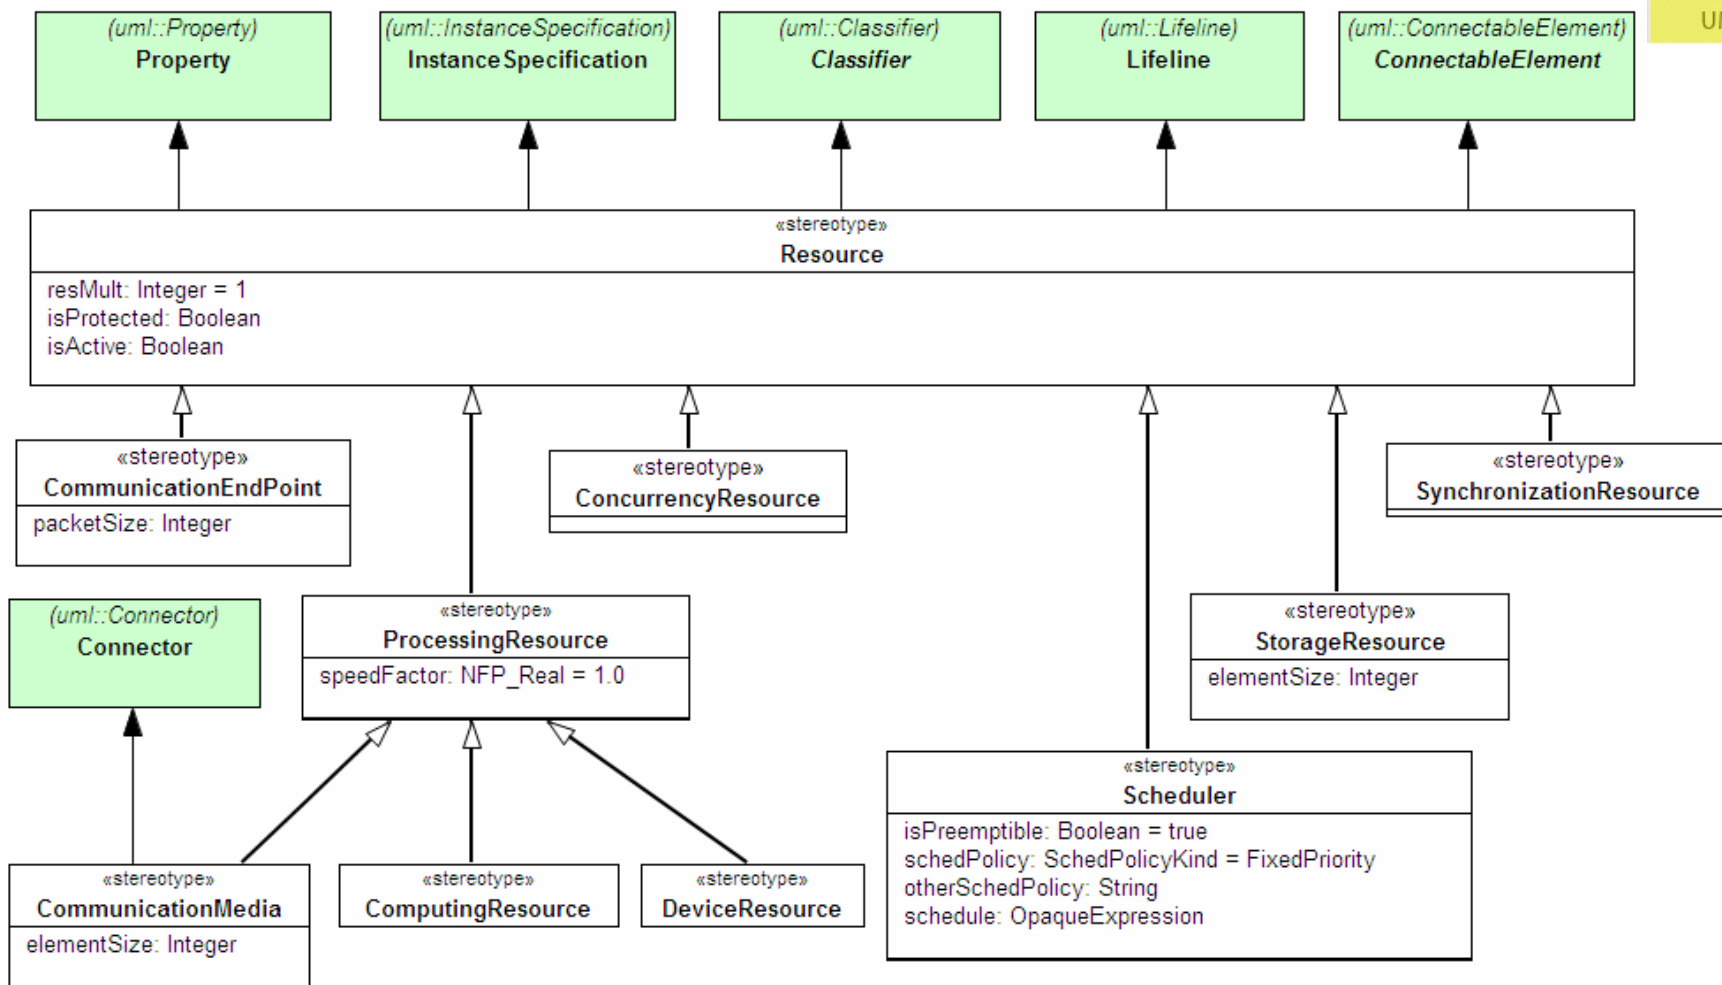 (uml::Property)
Property
(uml::InstanceSpecification)
InstanceSpecification
(uml::Classifier)
Classifier
(uml::Lifeline)
Lifeline
(uml::ConnectableElement)
ConnectableElement
«stereotype»
Resource
resMult: Integer = 1
isProtected: Boolean
isActive: Boolean
«stereotype»
CommunicationEndPoint
packetSize: Integer
«stereotype»
ConcurrencyResource
«stereotype»
SynchronizationResource
(uml::Connector)
Connector
«stereotype»
ProcessingResource
speedFactor: NFP_Real = 1.0
«stereotype»
StorageResource
elementSize: Integer
«stereotype»
Scheduler
isPreemptible: Boolean = true
schedPolicy: SchedPolicyKind = FixedPriority
otherSchedPolicy: String
schedule: OpaqueExpression
«stereotype»
CommunicationMedia
elementSize: Integer
«stereotype»
ComputingResource
«stereotype»
DeviceResource